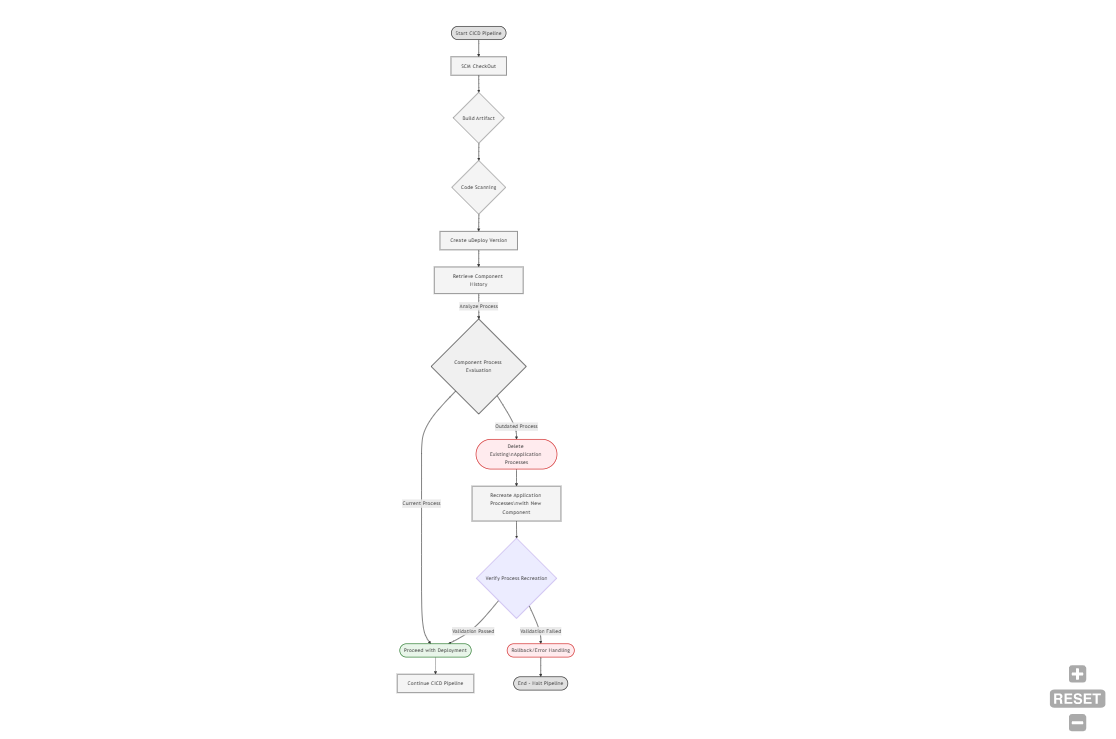 Start CICD Pipeline
SCM CheckOut
Build Artifact
Code Scanning
Create uDeploy Version
Retrieve Component
History
Analyze Process
Component Process
Evaluation
Outdated Process
Delete
Existing\nApplication
Processes
Current Process
Recreate Application
Processes\nwith New
Component
Verify Process Recreation
Validation Passed
Validation Failed
Proceed with Deployment
Rollback/Error Handling
Continue CICD Pipeline
End - Halt Pipeline
RESET